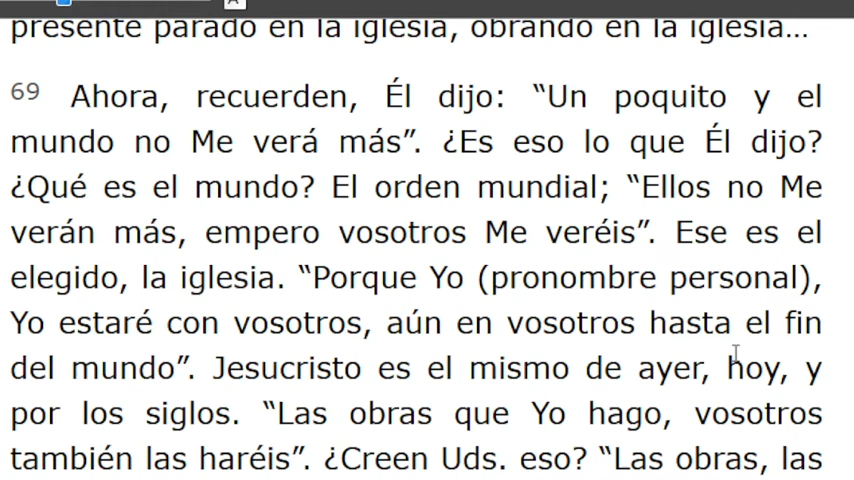 presente parado en la iglesia, obrando en la iglesia…
69 Ahora, recuerden, Él dijo: “Un poquito y el
mundo no Me verá más”. ¿Es eso lo que Él dijo?
¿Qué es el mundo? El orden mundial; “Ellos no Me
verán más, empero vosotros Me veréis”. Ese es el
elegido, la iglesia. “Porque Yo (pronombre personal),
Yo estaré con vosotros, aún en vosotros hasta el fin
del mundo”. Jesucristo es el mismo de ayer, hoy, y
por los siglos. “Las obras que Yo hago, vosotros
también las haréis”. ¿Creen Uds. eso? “Las obras, las